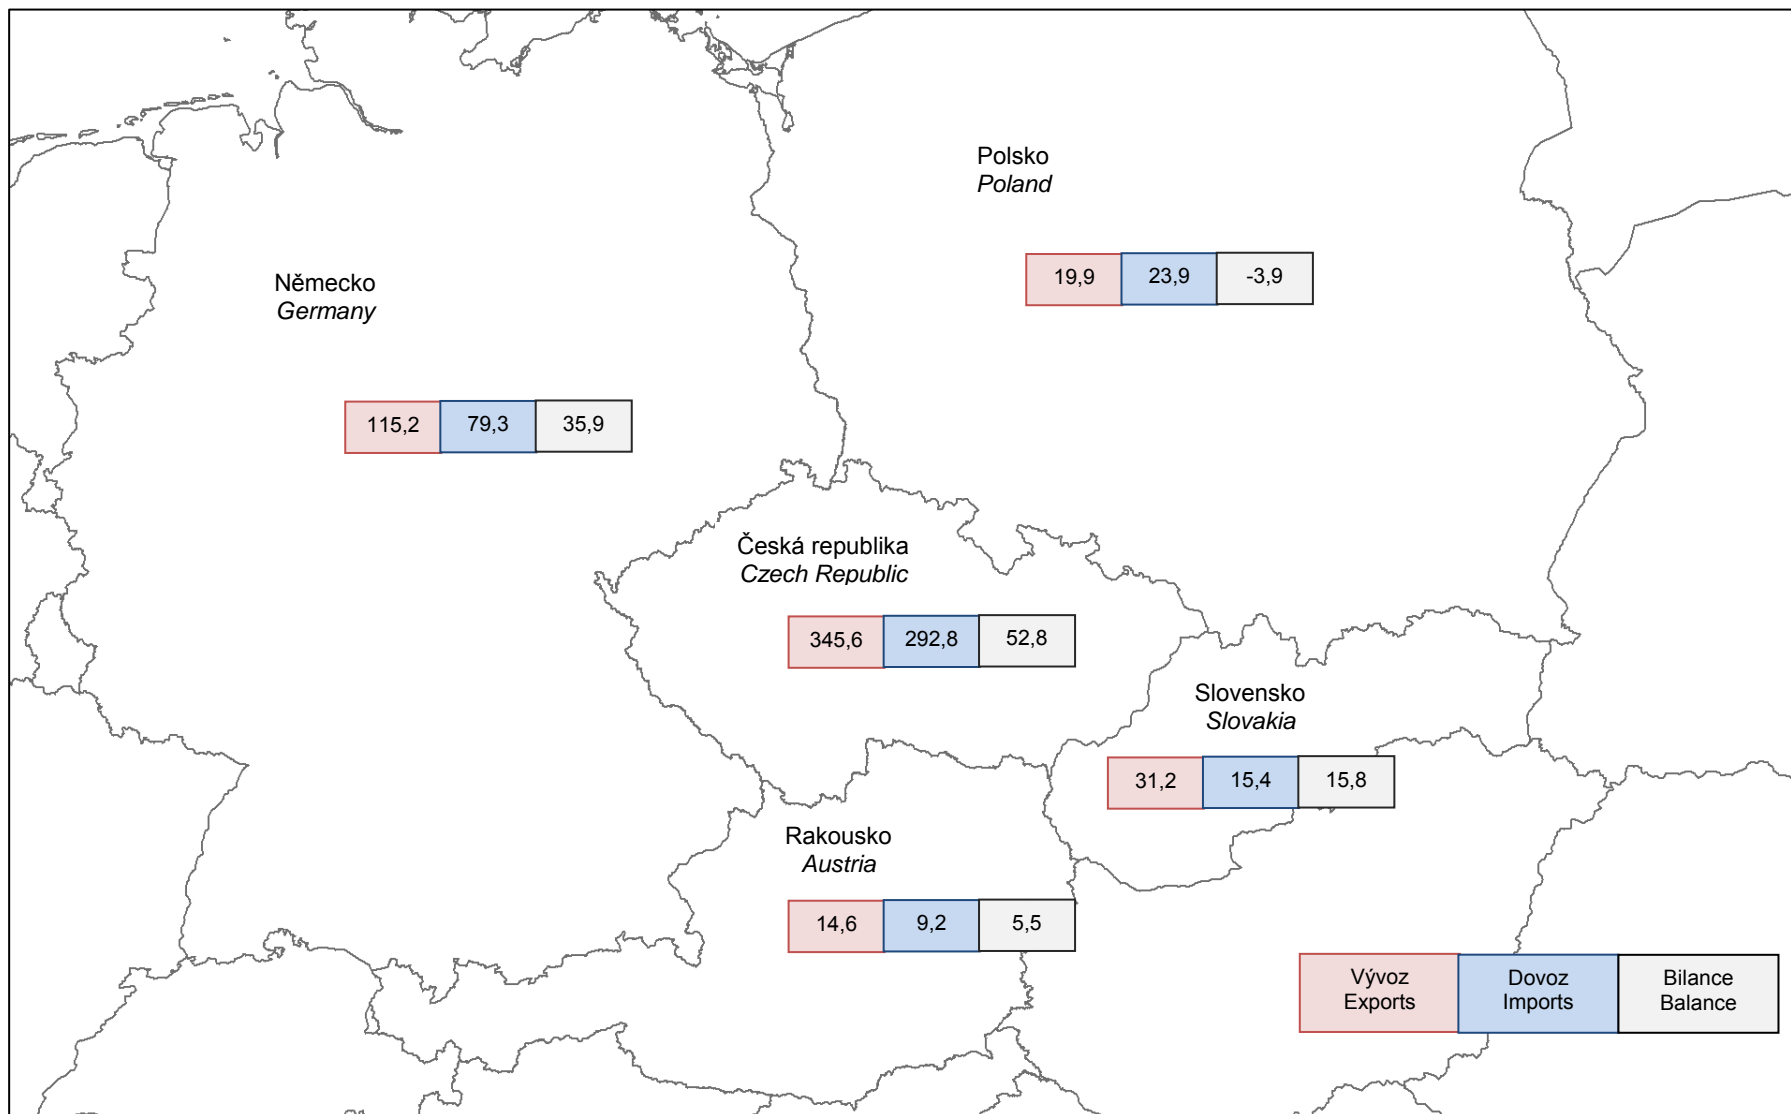 Polsko
Poland
19,9 23,9 -3,9
Německo
Germany
115,2 79,3 35,9
Česká republika
Czech Republic
345,6 292,8 52,8
Slovensko
Slovakia
31,2 15,4 15,8
Rakousko
Austria
14,6 9,2 5,5
Vývoz Dovoz Bilance
Exports Imports Balance